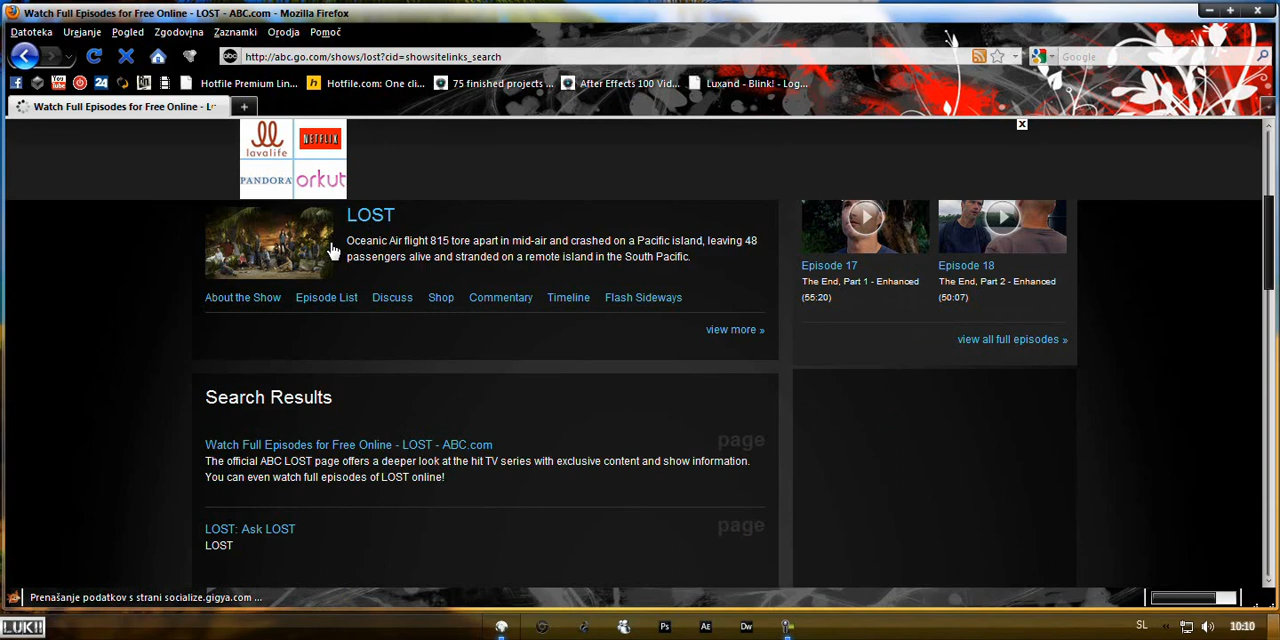 Watch Full Episodes for Free Online - LOST - ABC.com - Mozilla Firefox
Datoteka Urejanje Pogled Zgodovina Zaznamki Orodja Pomoč
abc http://abc.go.com/shows/lost?cid=showsitelinks_search Google
You Tube 24 Hotfile Premium Lin... h Hotfile.com: One cli... 75 finished projects ... After Effects 100 Vid... Luxand - Blink! - Log...
Watch Full Episodes for Free Online - L
lavalife NETFLIX
PANDORA orkut
x
LOST
Oceanic Air flight 815 tore apart in mid-air and crashed on a Pacific island, leaving 48
passengers alive and stranded on a remote island in the South Pacific.
About the Show Episode List Discuss Shop Commentary Timeline Flash Sideways
view more »
Episode 17
The End, Part 1 - Enhanced
(55:20)
Episode 18
The End, Part 2 - Enhanced
(50:07)
view all full episodes »
Search Results
Watch Full Episodes for Free Online - LOST - ABC.com
page
The official ABC LOST page offers a deeper look at the hit TV series with exclusive content and show information.
You can even watch full episodes of LOST online!
LOST: Ask LOST
page
LOST
Prenašanje podatkov s strani socialize.gigya.com ...
LUK!! Ps AE Dw SL « 10:10